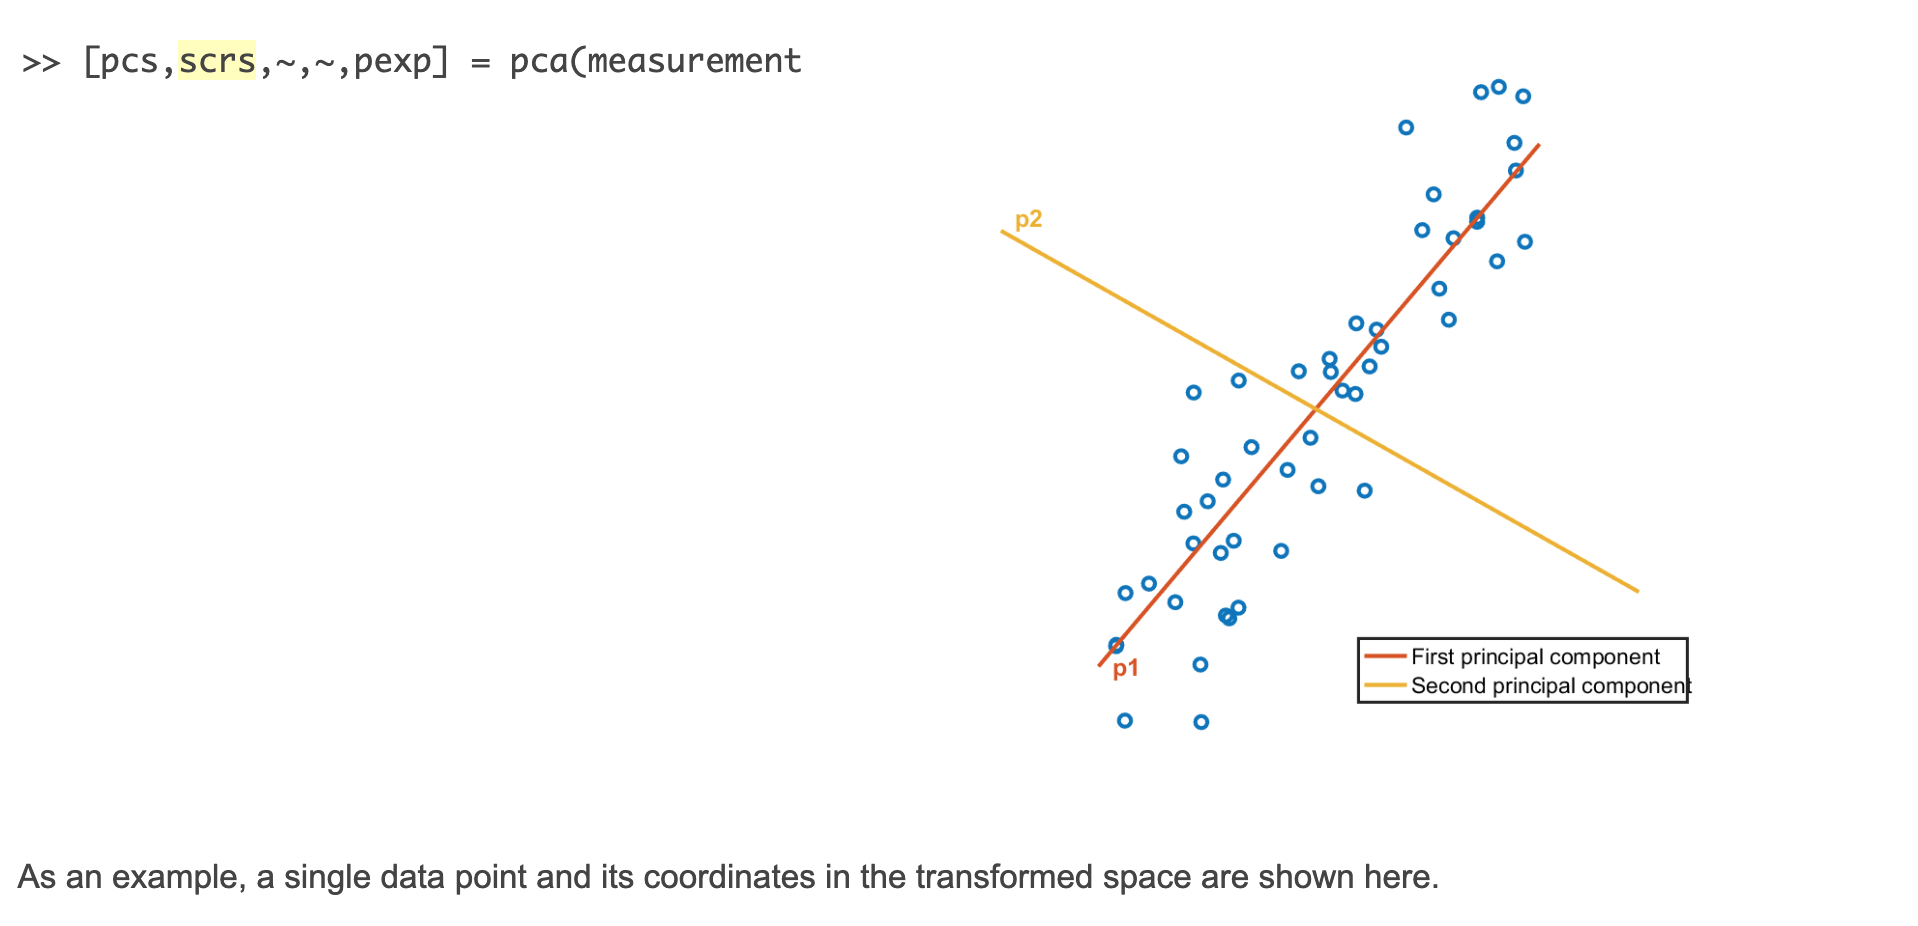 >> [pcs,scrs,~,~,pexp] = pca(measurement
p2
p1
First principal component
Second principal component
As an example, a single data point and its coordinates in the transformed space are shown here.